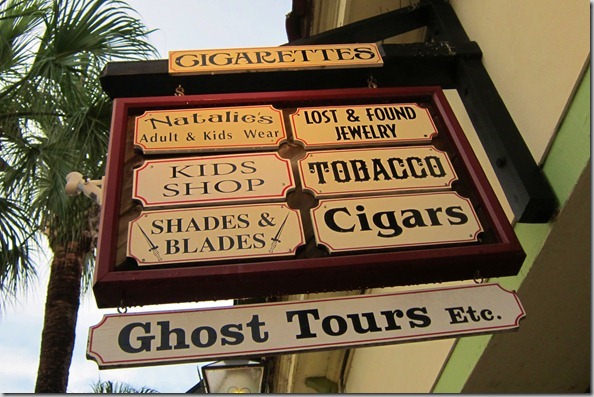 CIGARETTES
Natalie's
Adult & Kids Wear
LOST & FOUND
JEWELRY
KIDS
SHOP
TOBACCO
SHADES &
BLADES
Cigars
Ghost Tours Etc.